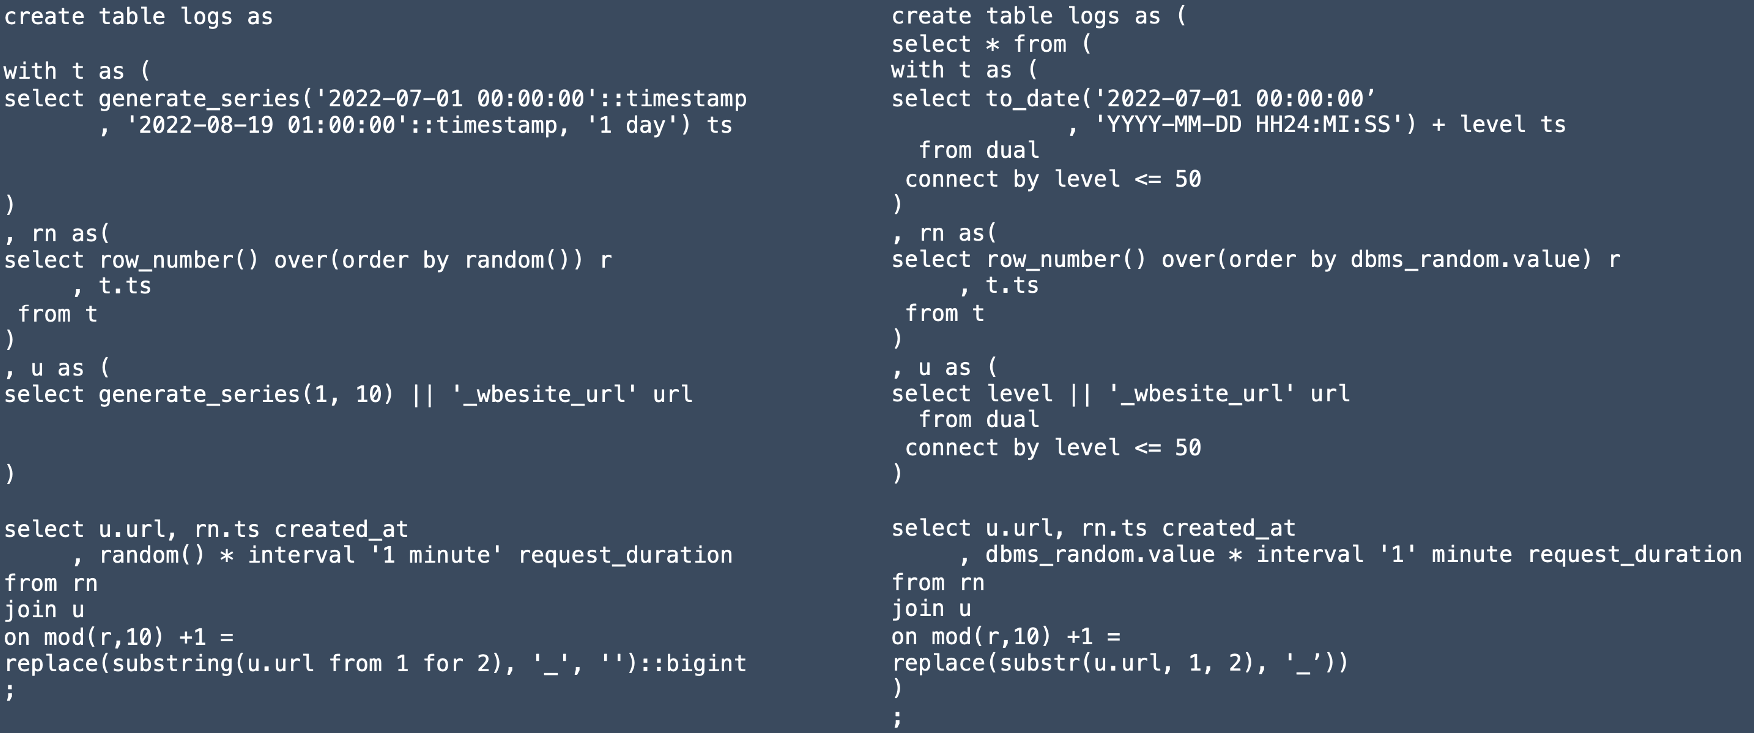 create table logs as

with t as (
select generate_series('2022-07-01 00:00:00'::timestamp
       , '2022-08-19 01:00:00'::timestamp, '1 day') ts

)
, rn as(
select row_number() over(order by random()) r
     , t.ts
 from t
)
, u as (
select generate_series(1, 10) || '_wbesite_url' url

)

select u.url, rn.ts created_at
     , random() * interval '1 minute' request_duration
from rn
join u
on mod(r,10) +1 =
replace(substring(u.url from 1 for 2), '_', '')::bigint
;

create table logs as (
select * from (
with t as (
select to_date('2022-07-01 00:00:00’
             , 'YYYY-MM-DD HH24:MI:SS') + level ts
  from dual
 connect by level <= 50
)
, rn as(
select row_number() over(order by dbms_random.value) r
     , t.ts
 from t
)
, u as (
select level || '_wbesite_url' url
  from dual
 connect by level <= 50
)

select u.url, rn.ts created_at
     , dbms_random.value * interval '1' minute request_duration
from rn
join u
on mod(r,10) +1 =
replace(substr(u.url, 1, 2), '_’))
)
;